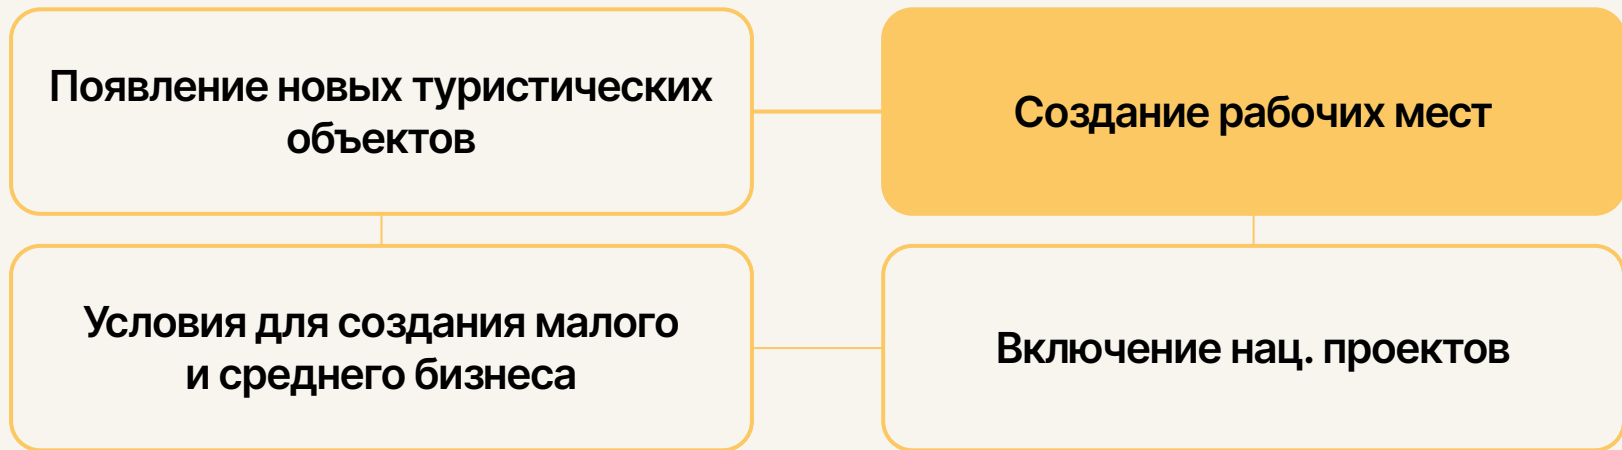 Появление новых туристических
объектов
Создание рабочих мест
Условия для создания малого
и среднего бизнеса
Включение нац. проектов